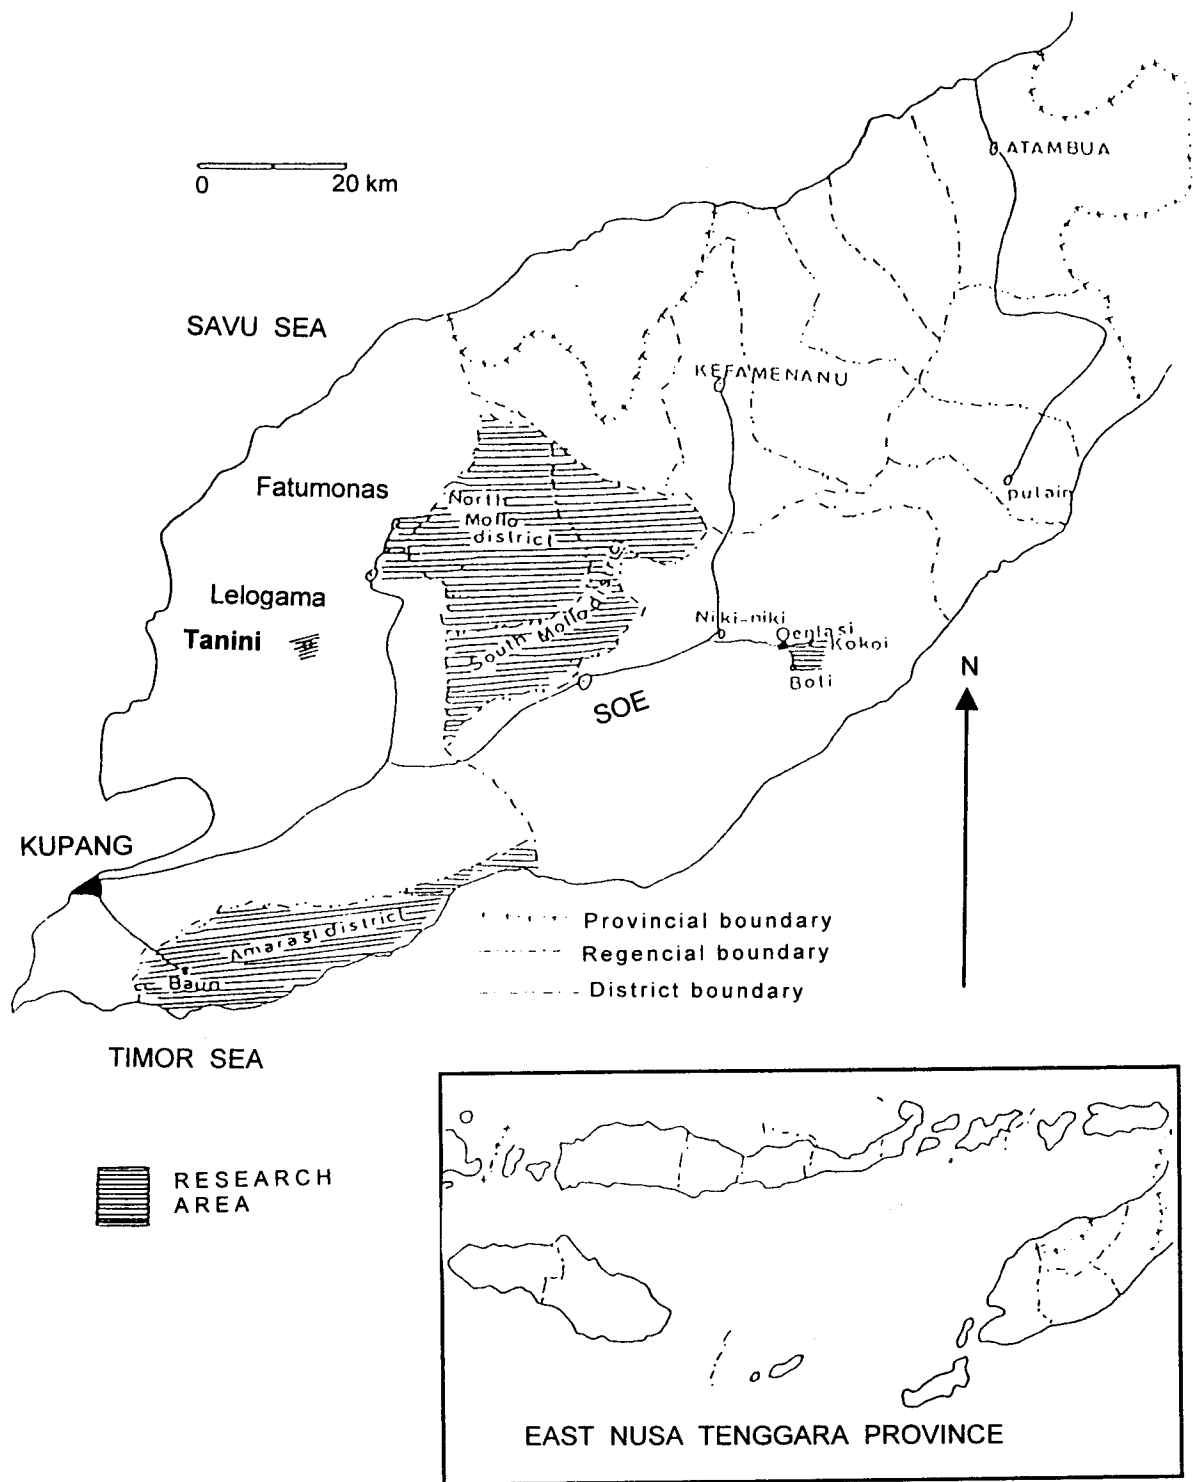 ATAMBUA
0 20 km
SAVU SEA
KEFAMENANU
Fatumonas
North
Mollo
district
pulain
Lelogama
Tanini
South Mollo
Niki-niki
Oenlasi
Kokoi
Boti
SOE
N
KUPANG
Amarasi district
Baun
Provincial boundary
Regencial boundary
District boundary
TIMOR SEA
RESEARCH
AREA
EAST NUSA TENGGARA PROVINCE